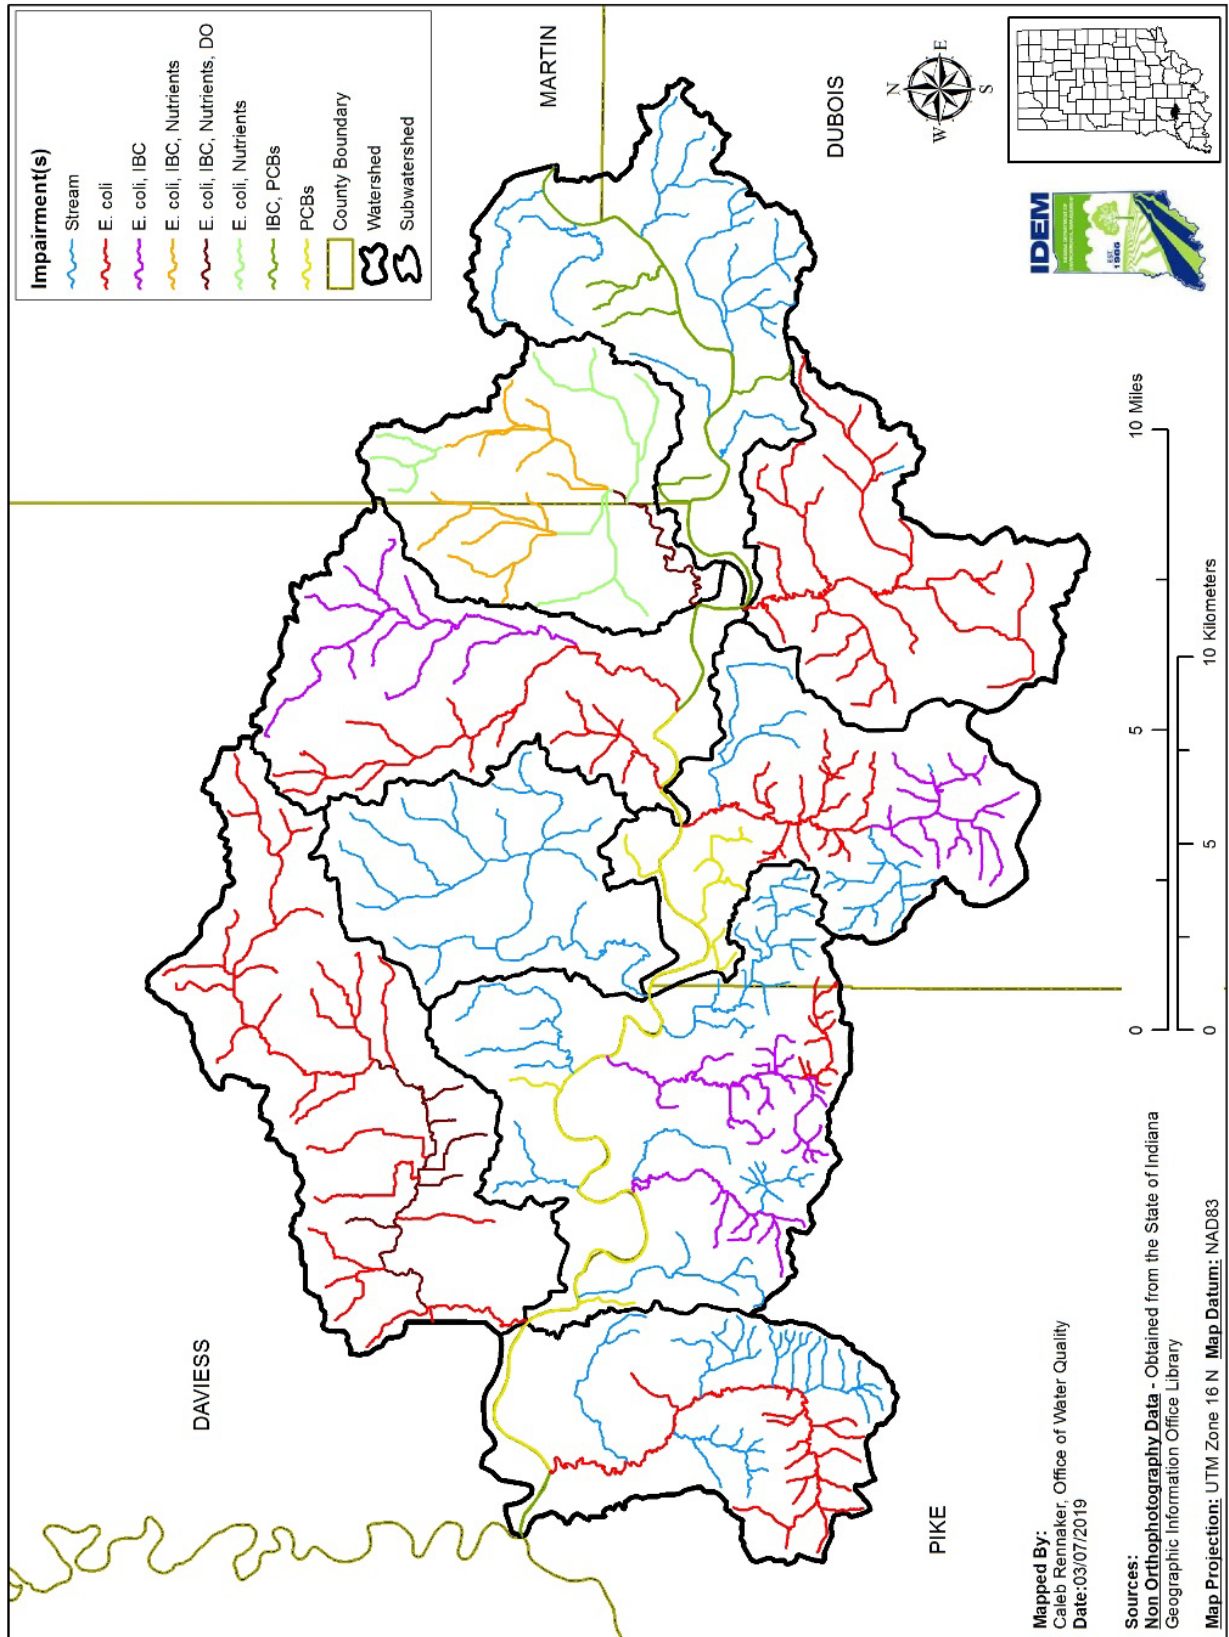 Impairment(s)
Stream
E. coli
E. coli, IBC
E. coli, IBC, Nutrients
E. coli, IBC, Nutrients, DO
E. coli, Nutrients
IBC, PCBs
PCBs
County Boundary
Watershed
Subwatershed
MARTIN
DUBOIS
DAVIESS
PIKE
N
E
S
W
IDEM
EST.
1986
0 5 10 Miles
0 5 10 Kilometers
Mapped By:
Caleb Rennaker, Office of Water Quality
Date:03/07/2019
Sources:
Non Orthophotography Data - Obtained from the State of Indiana
Geographic Information Office Library
Map Projection: UTM Zone 16 N Map Datum: NAD83